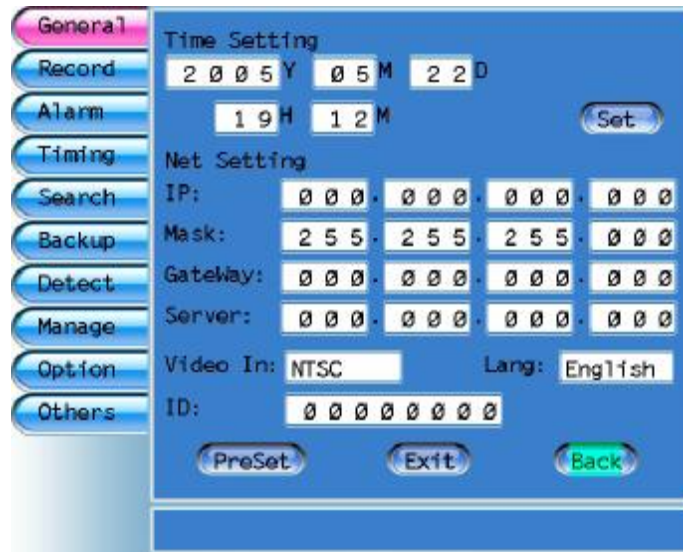 General
Record
Alarm
Timing
Search
Backup
Detect
Manage
Option
Others
Time Setting
2005Y 05M 22D
19H 12M Set
Net Setting
IP: 000. 000. 000. 000
Mask: 255. 255. 255. 000
GateWay: 000. 000. 000. 000
Server: 000. 000. 000. 000
Video In: NTSC Lang: English
ID: 00000000
PreSet Exit Back